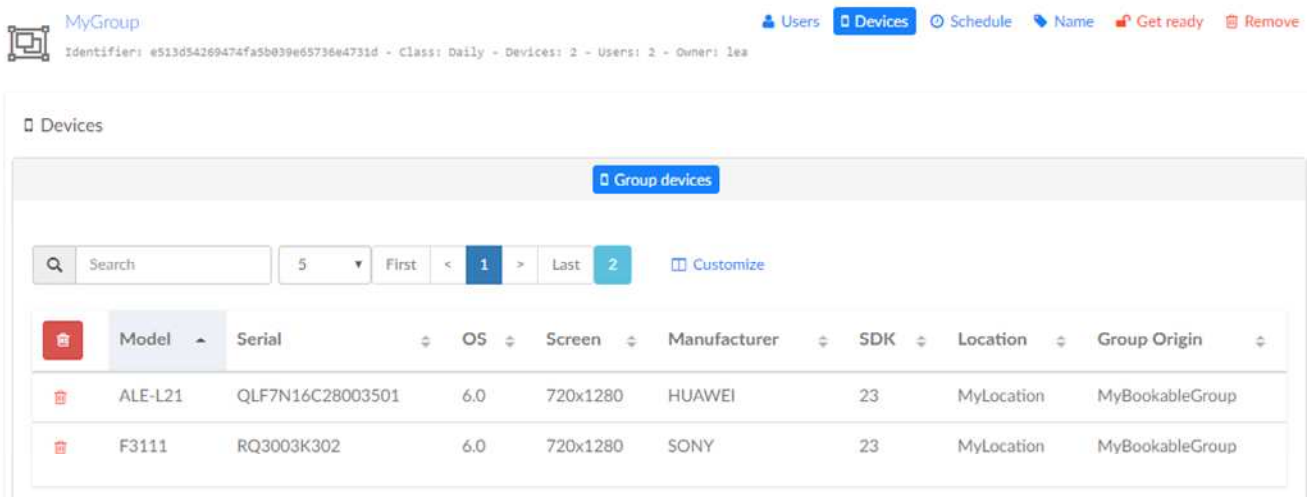 MyGroup Users Devices Schedule Name Get ready Remove
Identifier: e513d54269474fa5b039e65736e4731d - Class: Daily - Devices: 2 - Users: 2 - Owner: lea
Devices
Group devices
Search 5 First < 1 > Last 2 Customize
Model Serial OS Screen Manufacturer SDK Location Group Origin
ALE-L21 QLF7N16C28003501 6.0 720x1280 HUAWEI 23 MyLocation MyBookableGroup
F3111 RQ3003K302 6.0 720x1280 SONY 23 MyLocation MyBookableGroup